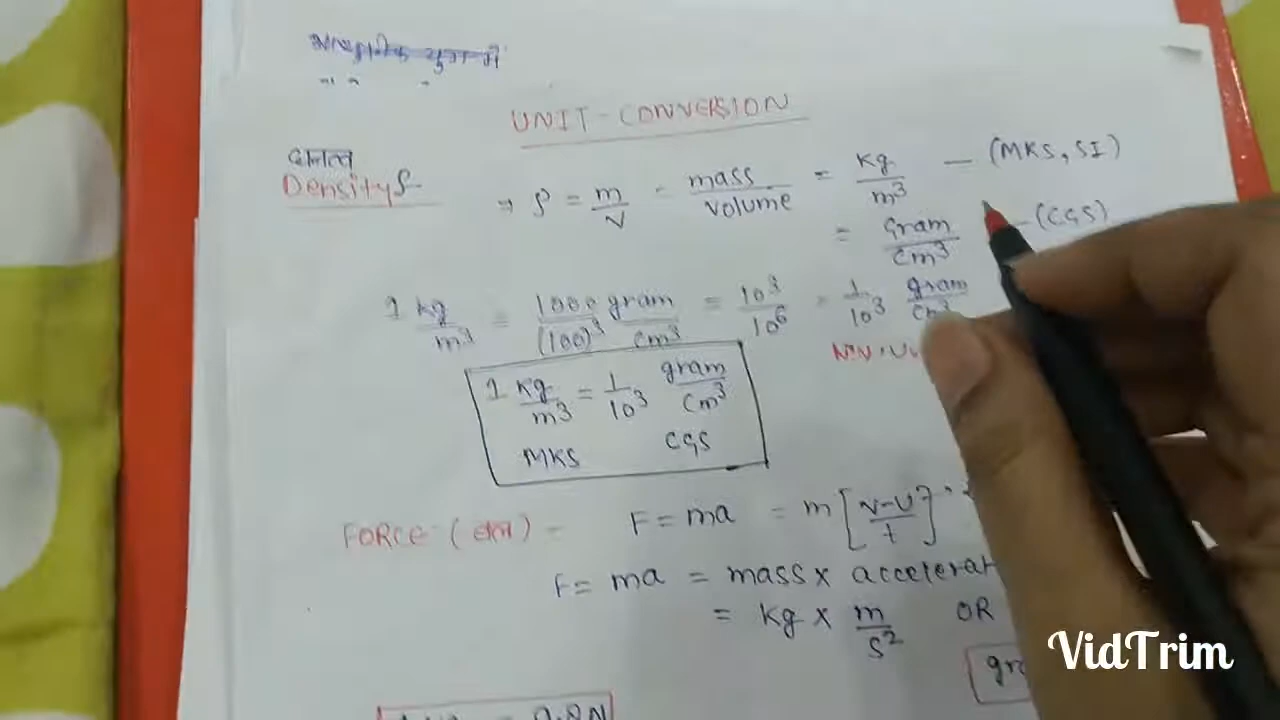 UNIT-CONVERSION
घनत्व
Density ρ
⇒ ρ = m/v = mass/volume = kg/m³ — (MKS, SI)
= Gram/cm³ — (CGS)
1 kg/m³ = 1000 gram/(100)³ cm³ = 10³/10⁶ = 1/10³ gram/cm³
1 kg/m³ = 1/10³ gram/cm³
MKS CGS
FORCE - (बल) - F = ma = m [v-u/t]
F = ma = mass × accelerat
= kg × m/s² OR
VidTrim